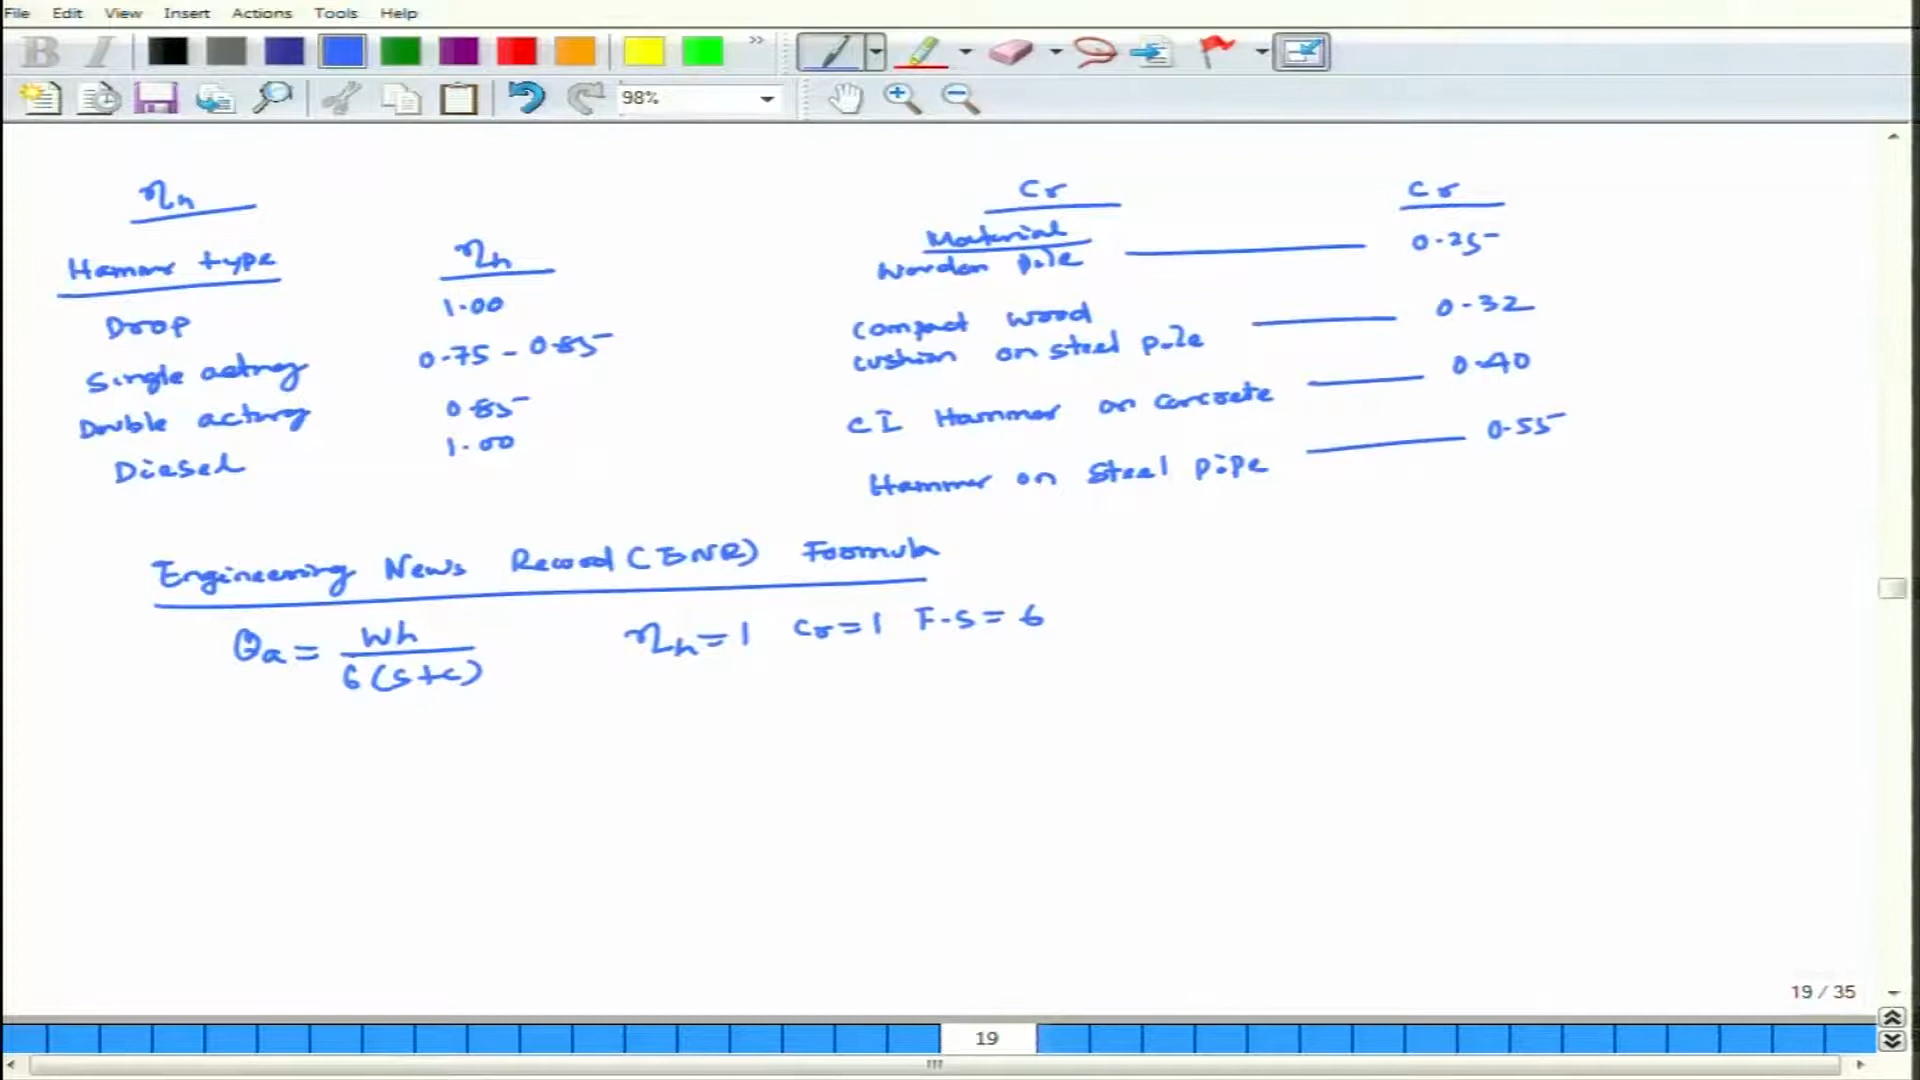 File Edit View Insert Actions Tools Help
B I »
98%
ηh
Hammer type ηh
Drop 1.00
Single acting 0.75 - 0.85
Double acting 0.85
Diesel 1.00
Cr Cr
Material
Wooden pile 0.25
Compact wood
cushion on steel pile 0.32
CI Hammer on concrete 0.40
Hammer on Steel pipe 0.55
Engineering News Record (ENR) Formula
Qa = Wh / 6(S+C) ηh = 1 Cr = 1 F.S = 6
19 / 35
19